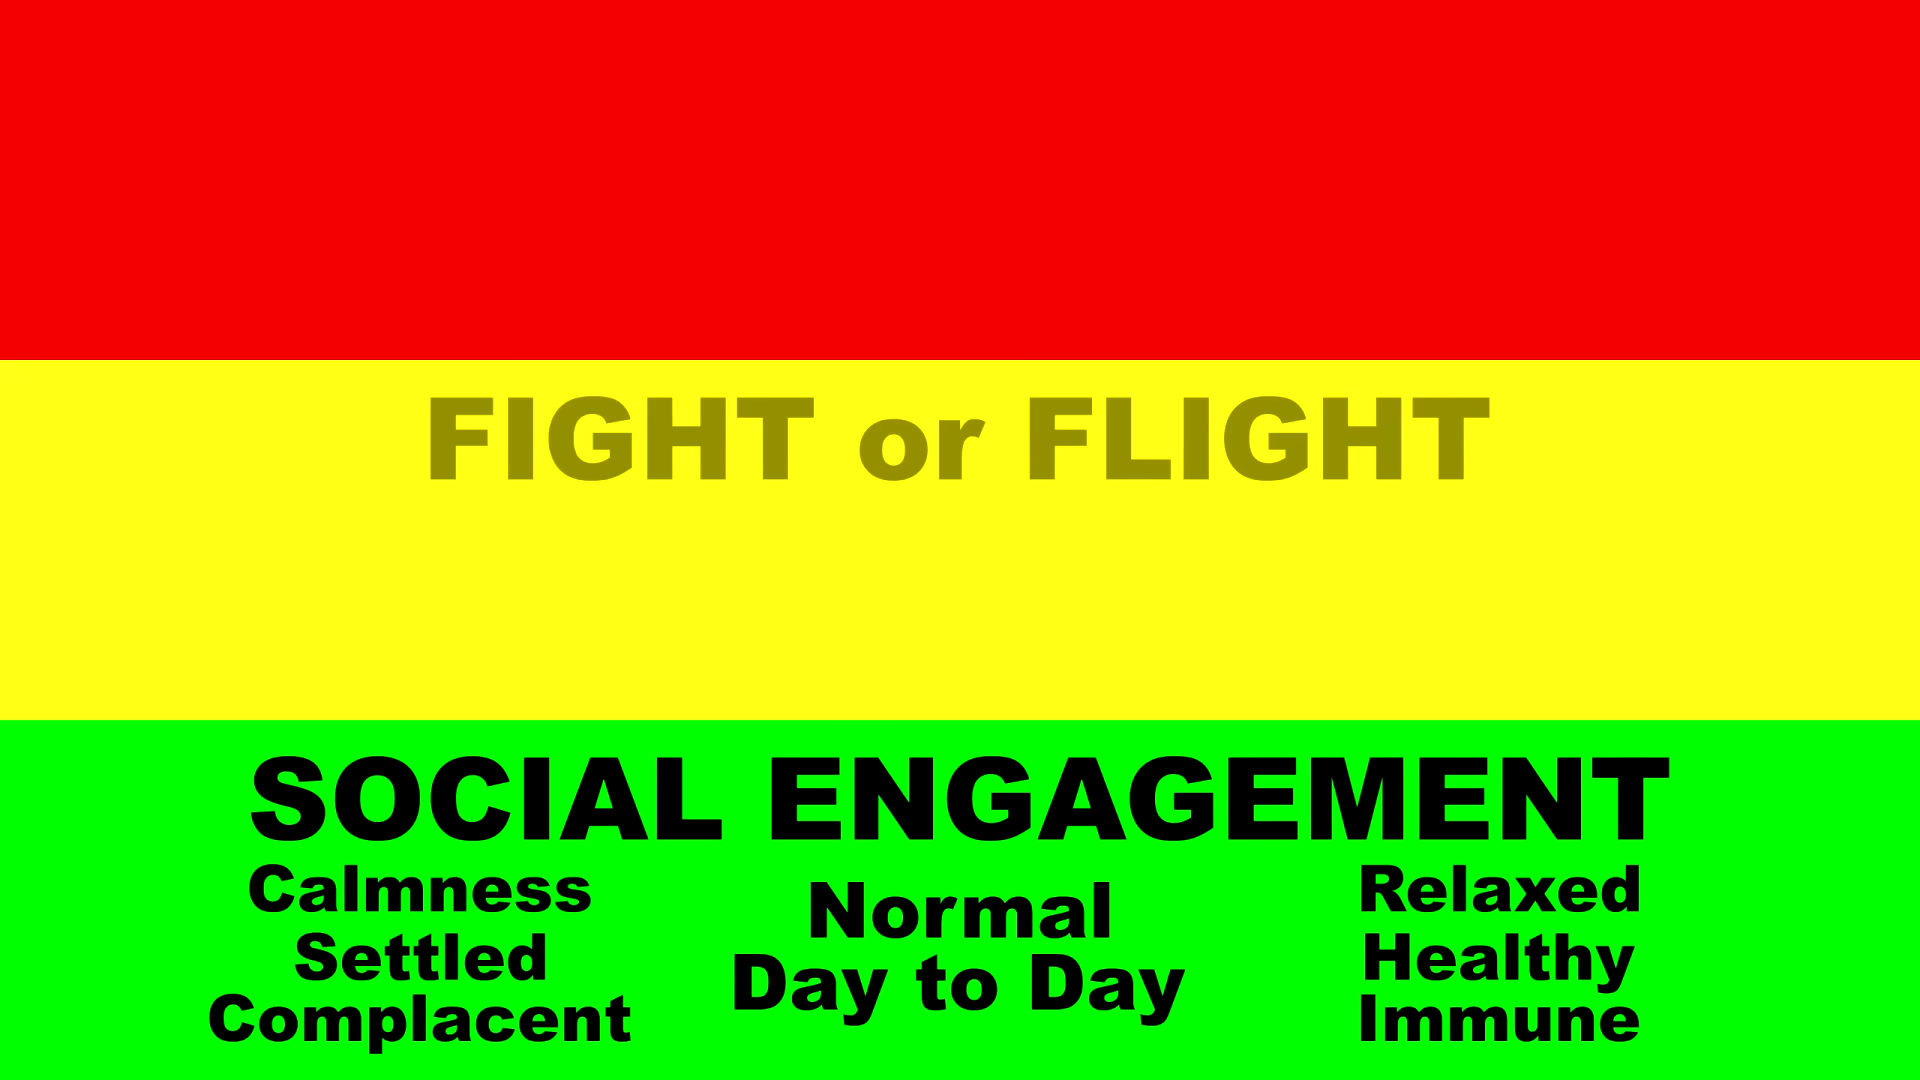 FIGHT or FLIGHT
SOCIAL ENGAGEMENT
Calmness
Settled
Complacent
Normal
Day to Day
Relaxed
Healthy
Immune